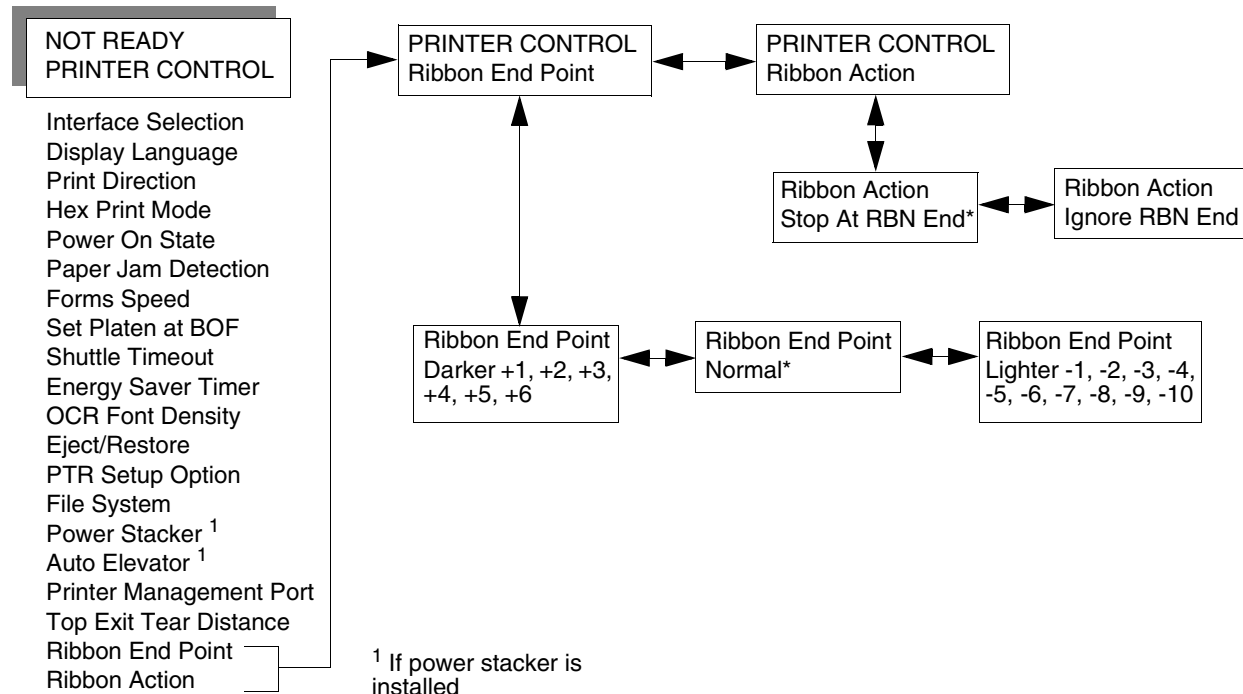 NOT READY
PRINTER CONTROL
Interface Selection
Display Language
Print Direction
Hex Print Mode
Power On State
Paper Jam Detection
Forms Speed
Set Platen at BOF
Shuttle Timeout
Energy Saver Timer
OCR Font Density
Eject/Restore
PTR Setup Option
File System
Power Stacker 1
Auto Elevator 1
Printer Management Port
Top Exit Tear Distance
Ribbon End Point
Ribbon Action
PRINTER CONTROL
Ribbon End Point
PRINTER CONTROL
Ribbon Action
Ribbon Action
Stop At RBN End*
Ribbon Action
Ignore RBN End
Ribbon End Point
Darker +1, +2, +3,
+4, +5, +6
Ribbon End Point
Normal*
Ribbon End Point
Lighter -1, -2, -3, -4,
-5, -6, -7, -8, -9, -10
1 If power stacker is
installed